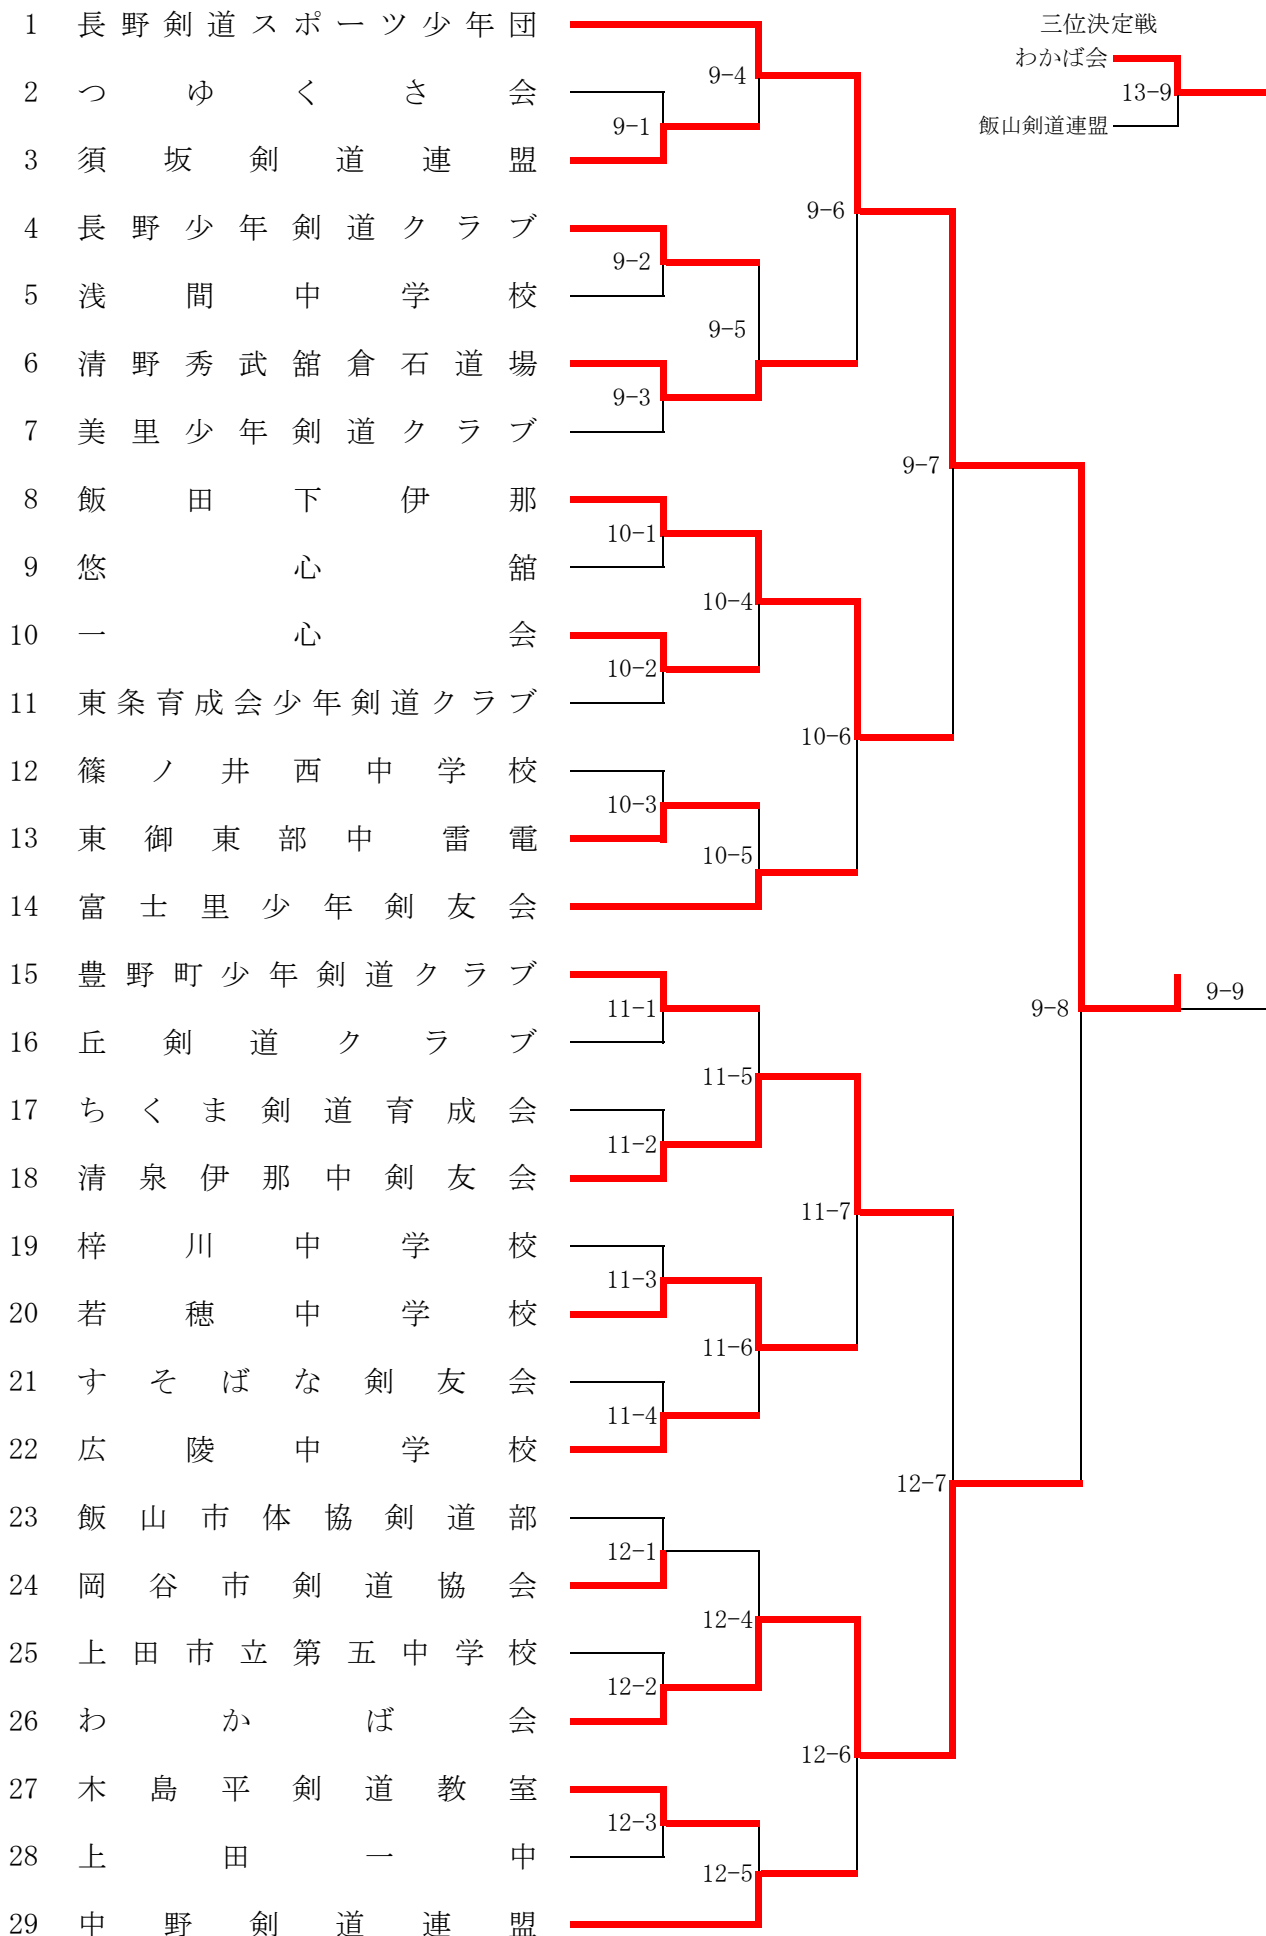 1 長野剣道スポーツ少年団
2 つゆくさ会
3 須坂剣道連盟
4 長野少年剣道クラブ
5 浅間中学校
6 清野秀武舘倉石道場
7 美里少年剣道クラブ
8 飯田下伊那
9 悠心舘
10 一心会
11 東条育成会少年剣道クラブ
12 篠ノ井西中学校
13 東御東部中 雷電
14 富士里少年剣友会
15 豊野町少年剣道クラブ
16 丘剣道クラブ
17 ちくま剣道育成会
18 清泉伊那中剣友会
19 梓川中学校
20 若穂中学校
21 すそばな剣友会
22 広陵中学校
23 飯山市体協剣道部
24 岡谷市剣道協会
25 上田市立第五中学校
26 わかば会
27 木島平剣道教室
28 上田一中
29 中野剣道連盟
9-1
9-2
9-3
10-1
10-2
10-3
11-1
11-2
11-3
11-4
12-1
12-2
12-3
9-4
9-5
10-4
10-5
11-5
11-6
12-4
12-5
9-6
10-6
11-7
12-6
9-7
12-7
9-8
9-9
三位決定戦
わかば会
13-9
飯山剣道連盟